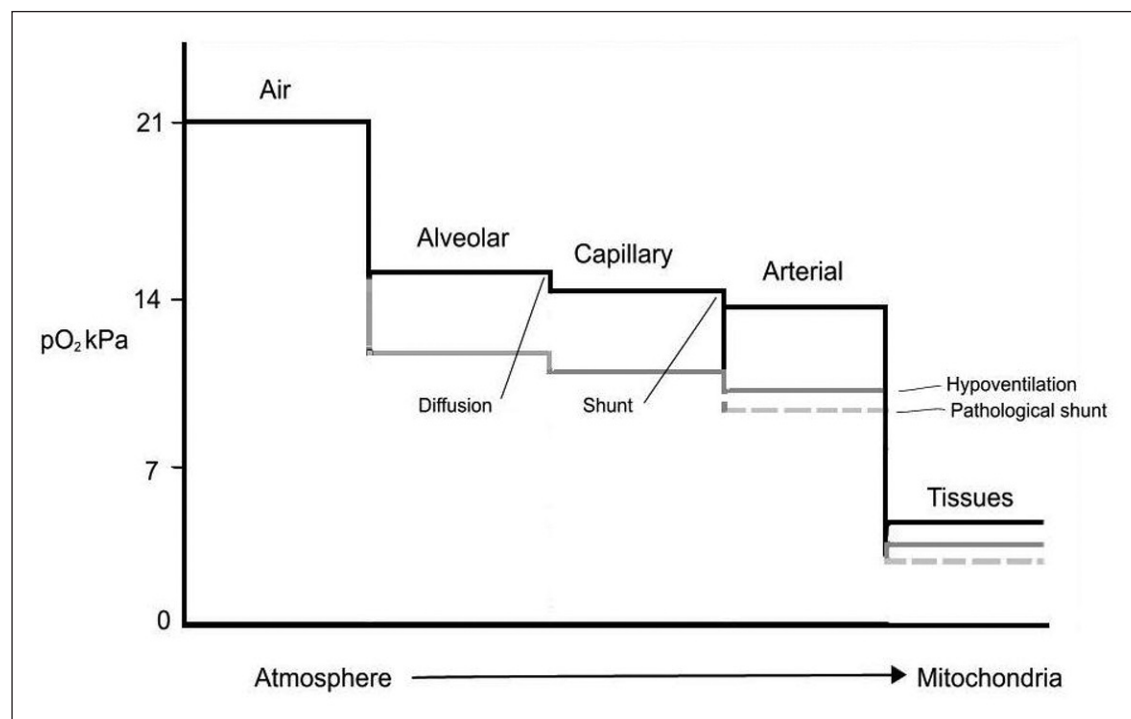 Air
21
Alveolar
Capillary
Arterial
14
pO₂ kPa
Diffusion
Shunt
Hypoventilation
Pathological shunt
7
Tissues
0
Atmosphere
Mitochondria